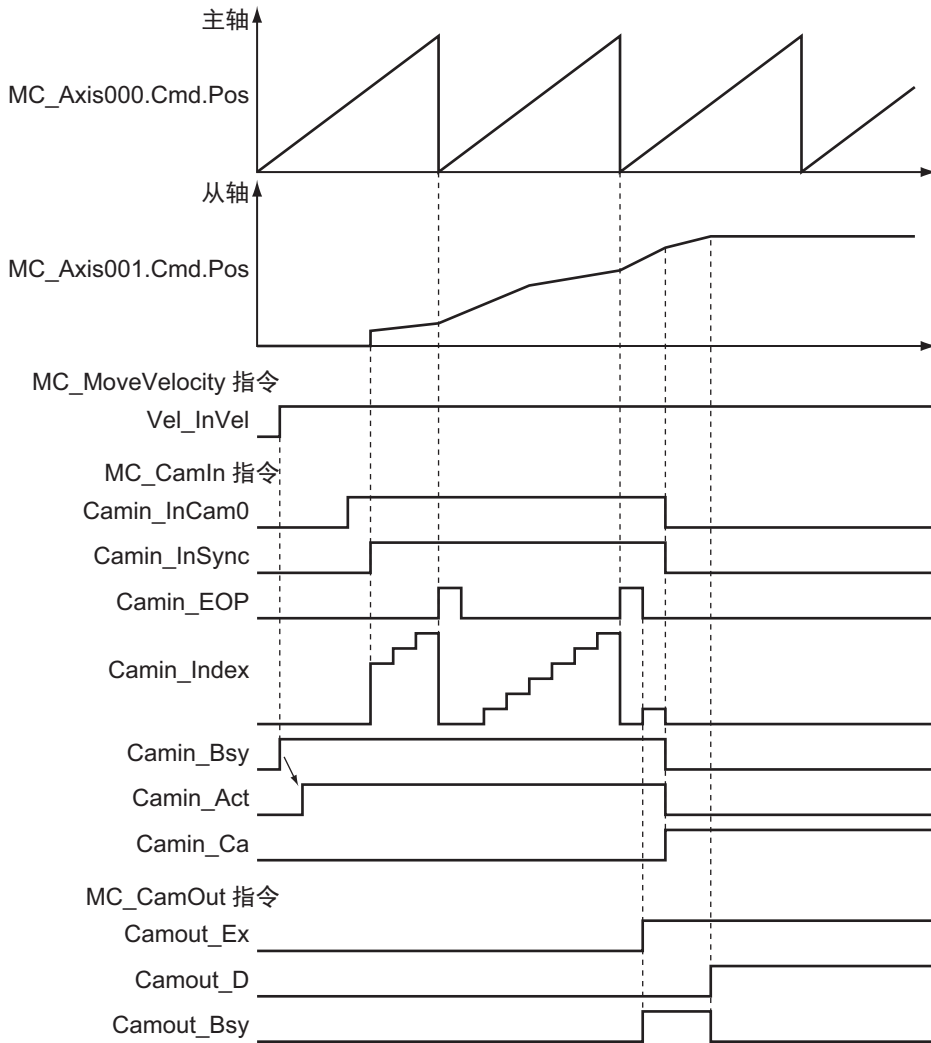 主轴
MC_Axis000.Cmd.Pos
从轴
MC_Axis001.Cmd.Pos
MC_MoveVelocity 指令
Vel_InVel
MC_CamIn 指令
Camin_InCam0
Camin_InSync
Camin_EOP
Camin_Index
Camin_Bsy
Camin_Act
Camin_Ca
MC_CamOut 指令
Camout_Ex
Camout_D
Camout_Bsy